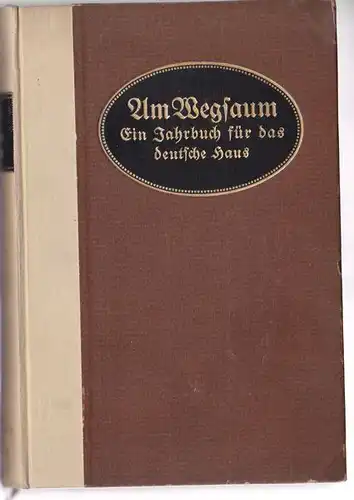 Am Wegſaum
Ein Jahrbuch für das
deutſche Haus